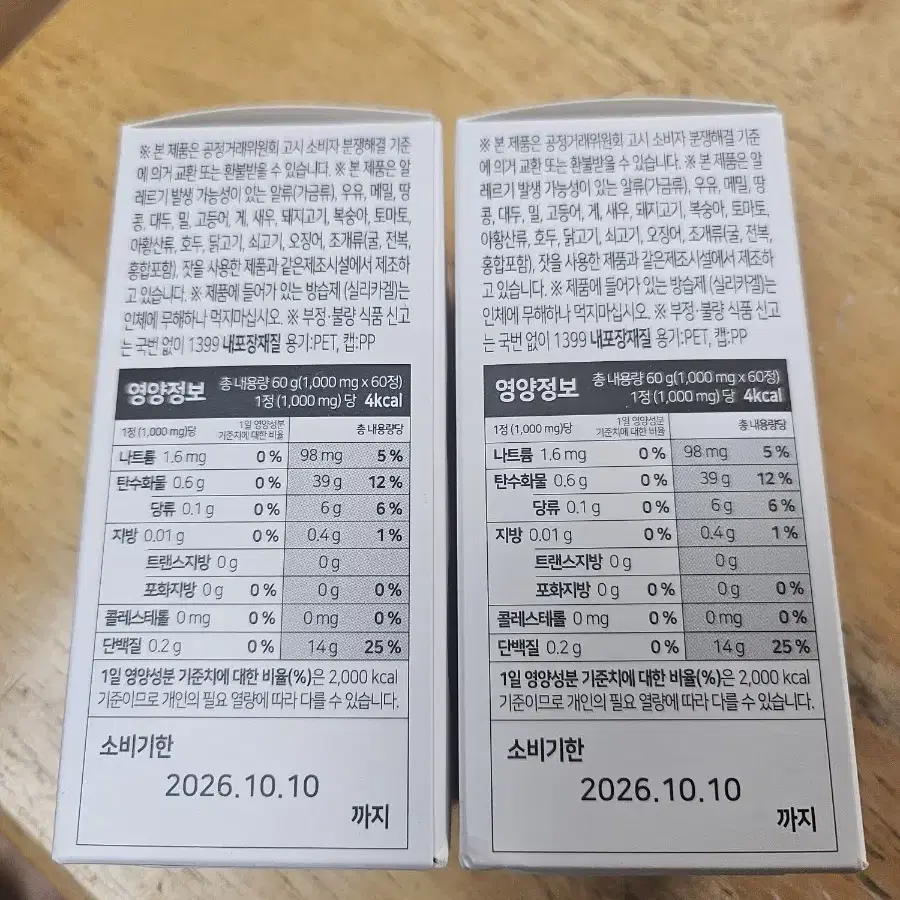 ※ 본 제품은 공정거래위원회 고시 소비자 분쟁해결 기준
에 의거 교환 또는 환불받을 수 있습니다. ※ 본 제품은 알
레르기 발생 가능성이 있는 알류(가금류), 우유, 메밀, 땅
콩, 대두, 밀, 고등어, 게, 새우, 돼지고기, 복숭아, 토마토,
아황산류, 호두, 닭고기, 쇠고기, 오징어, 조개류(굴, 전복,
홍합포함), 잣을 사용한 제품과 같은제조시설에서 제조하
고 있습니다. ※ 제품에 들어가 있는 방습제 (실리카겔)는
인체에 무해하나 먹지마십시오. ※ 부정·불량 식품 신고
는 국번 없이 1399 내포장재질 용기:PET, 캡:PP
영양정보 총 내용량 60 g(1,000 mg x 60정)
1정 (1,000 mg) 당 4kcal
1정 (1,000 mg)당 1일 영양성분 기준치에 대한 비율 총 내용량당
나트륨 1.6 mg 0 % 98 mg 5 %
탄수화물 0.6 g 0 % 39 g 12 %
당류 0.1 g 0 % 6 g 6 %
지방 0.01 g 0 % 0.4 g 1 %
트랜스지방 0 g 0 g
포화지방 0 g 0 % 0 g 0 %
콜레스테롤 0 mg 0 % 0 mg 0 %
단백질 0.2 g 0 % 14 g 25 %
1일 영양성분 기준치에 대한 비율(%)은 2,000 kcal
기준이므로 개인의 필요 열량에 따라 다를 수 있습니다.
소비기한
2026.10.10
까지
※ 본 제품은 공정거래위원회 고시 소비자 분쟁해결 기준
에 의거 교환 또는 환불받을 수 있습니다. ※ 본 제품은 알
레르기 발생 가능성이 있는 알류(가금류), 우유, 메밀, 땅
콩, 대두, 밀, 고등어, 게, 새우, 돼지고기, 복숭아, 토마토,
아황산류, 호두, 닭고기, 쇠고기, 오징어, 조개류(굴, 전복,
홍합포함), 잣을 사용한 제품과 같은제조시설에서 제조하
고 있습니다. ※ 제품에 들어가 있는 방습제 (실리카겔)는
인체에 무해하나 먹지마십시오. ※ 부정·불량 식품 신고
는 국번 없이 1399 내포장재질 용기:PET, 캡:PP
영양정보 총 내용량 60 g(1,000 mg x 60정)
1정 (1,000 mg) 당 4kcal
1정 (1,000 mg)당 1일 영양성분 기준치에 대한 비율 총 내용량당
나트륨 1.6 mg 0 % 98 mg 5 %
탄수화물 0.6 g 0 % 39 g 12 %
당류 0.1 g 0 % 6 g 6 %
지방 0.01 g 0 % 0.4 g 1 %
트랜스지방 0 g 0 g
포화지방 0 g 0 % 0 g 0 %
콜레스테롤 0 mg 0 % 0 mg 0 %
단백질 0.2 g 0 % 14 g 25 %
1일 영양성분 기준치에 대한 비율(%)은 2,000 kcal
기준이므로 개인의 필요 열량에 따라 다를 수 있습니다.
소비기한
2026.10.10
까지